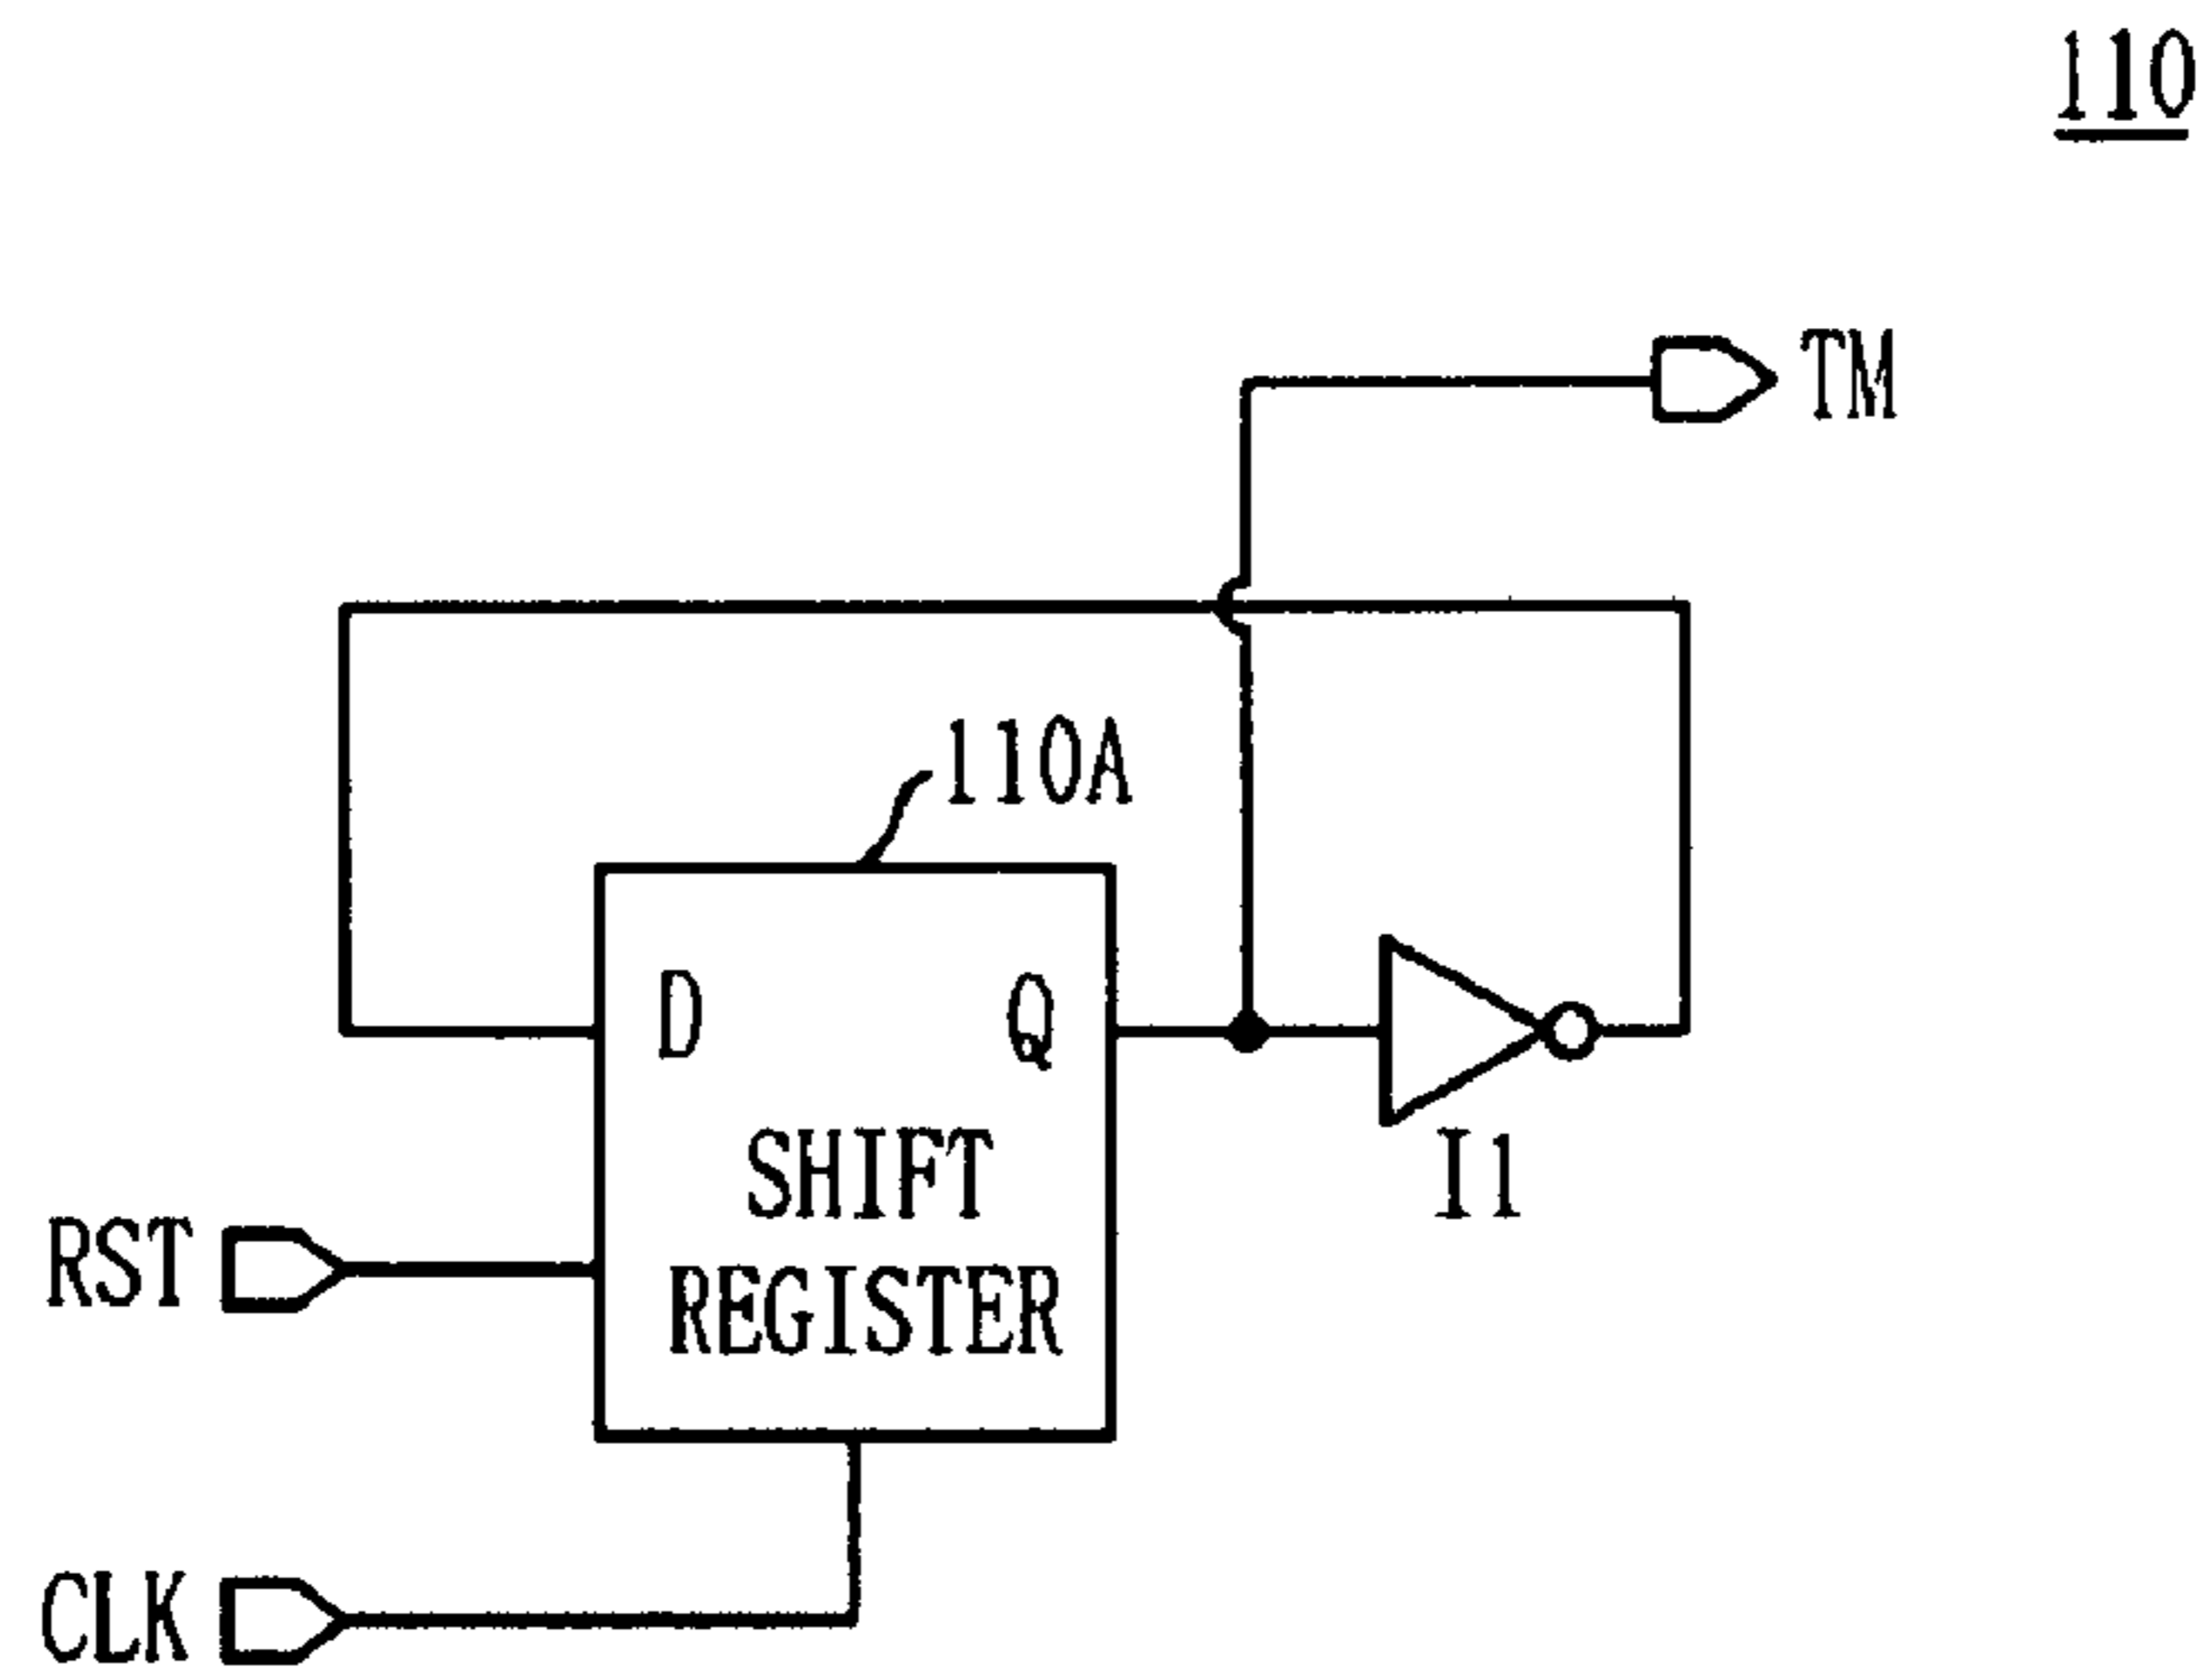 110
TM
110A
D
Q
SHIFT
REGISTER
I1
RST
CLK